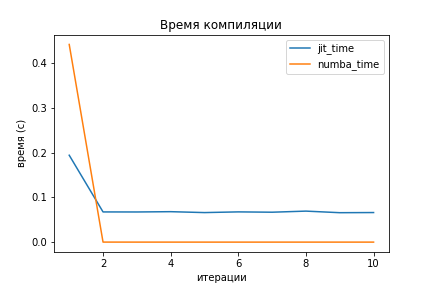 Время компиляции
jit_time
numba_time
0.4
0.3
0.2
0.1
0.0
время (с)
2
4
6
8
10
итерации